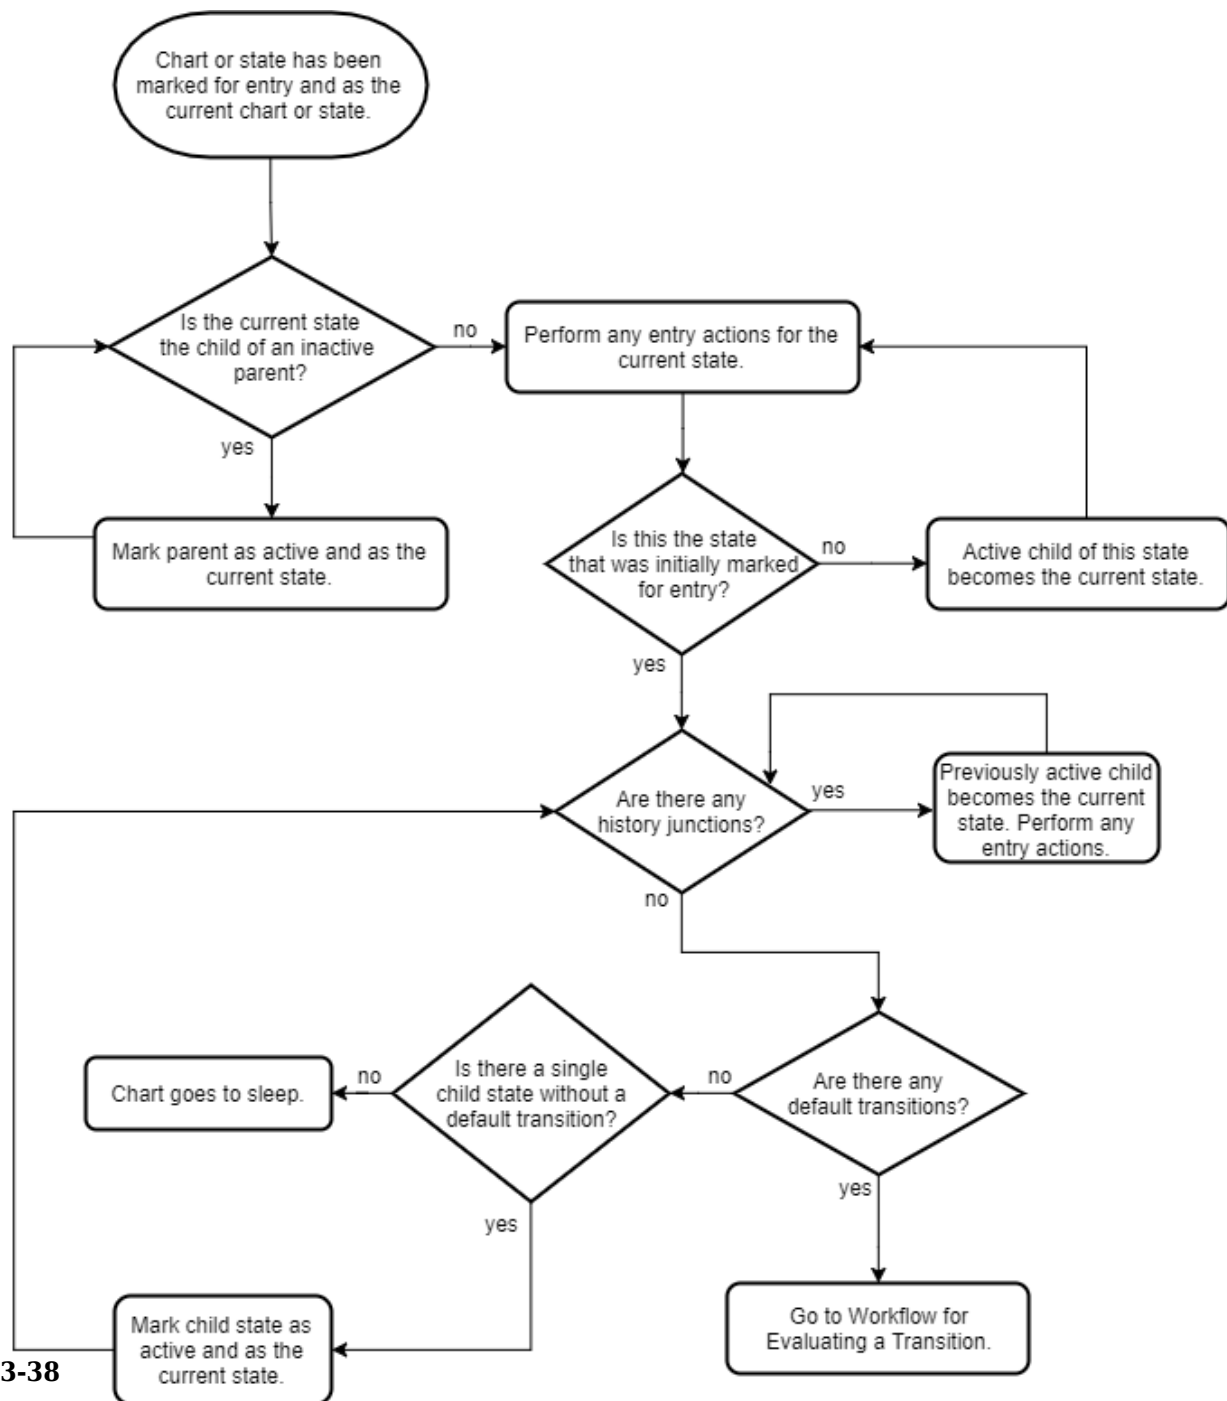 Chart or state has been
marked for entry and as the
current chart or state.
Is the current state
the child of an inactive
parent?
no
Perform any entry actions for the
current state.
yes
Mark parent as active and as the
current state.
Is this the state
that was initially marked
for entry?
no
Active child of this state
becomes the current state.
yes
Are there any
history junctions?
yes
Previously active child
becomes the current
state. Perform any
entry actions.
no
Are there any
default transitions?
no
Is there a single
child state without a
default transition?
no
Chart goes to sleep.
yes
yes
Go to Workflow for
Evaluating a Transition.
Mark child state as
active and as the
current state.
3-38